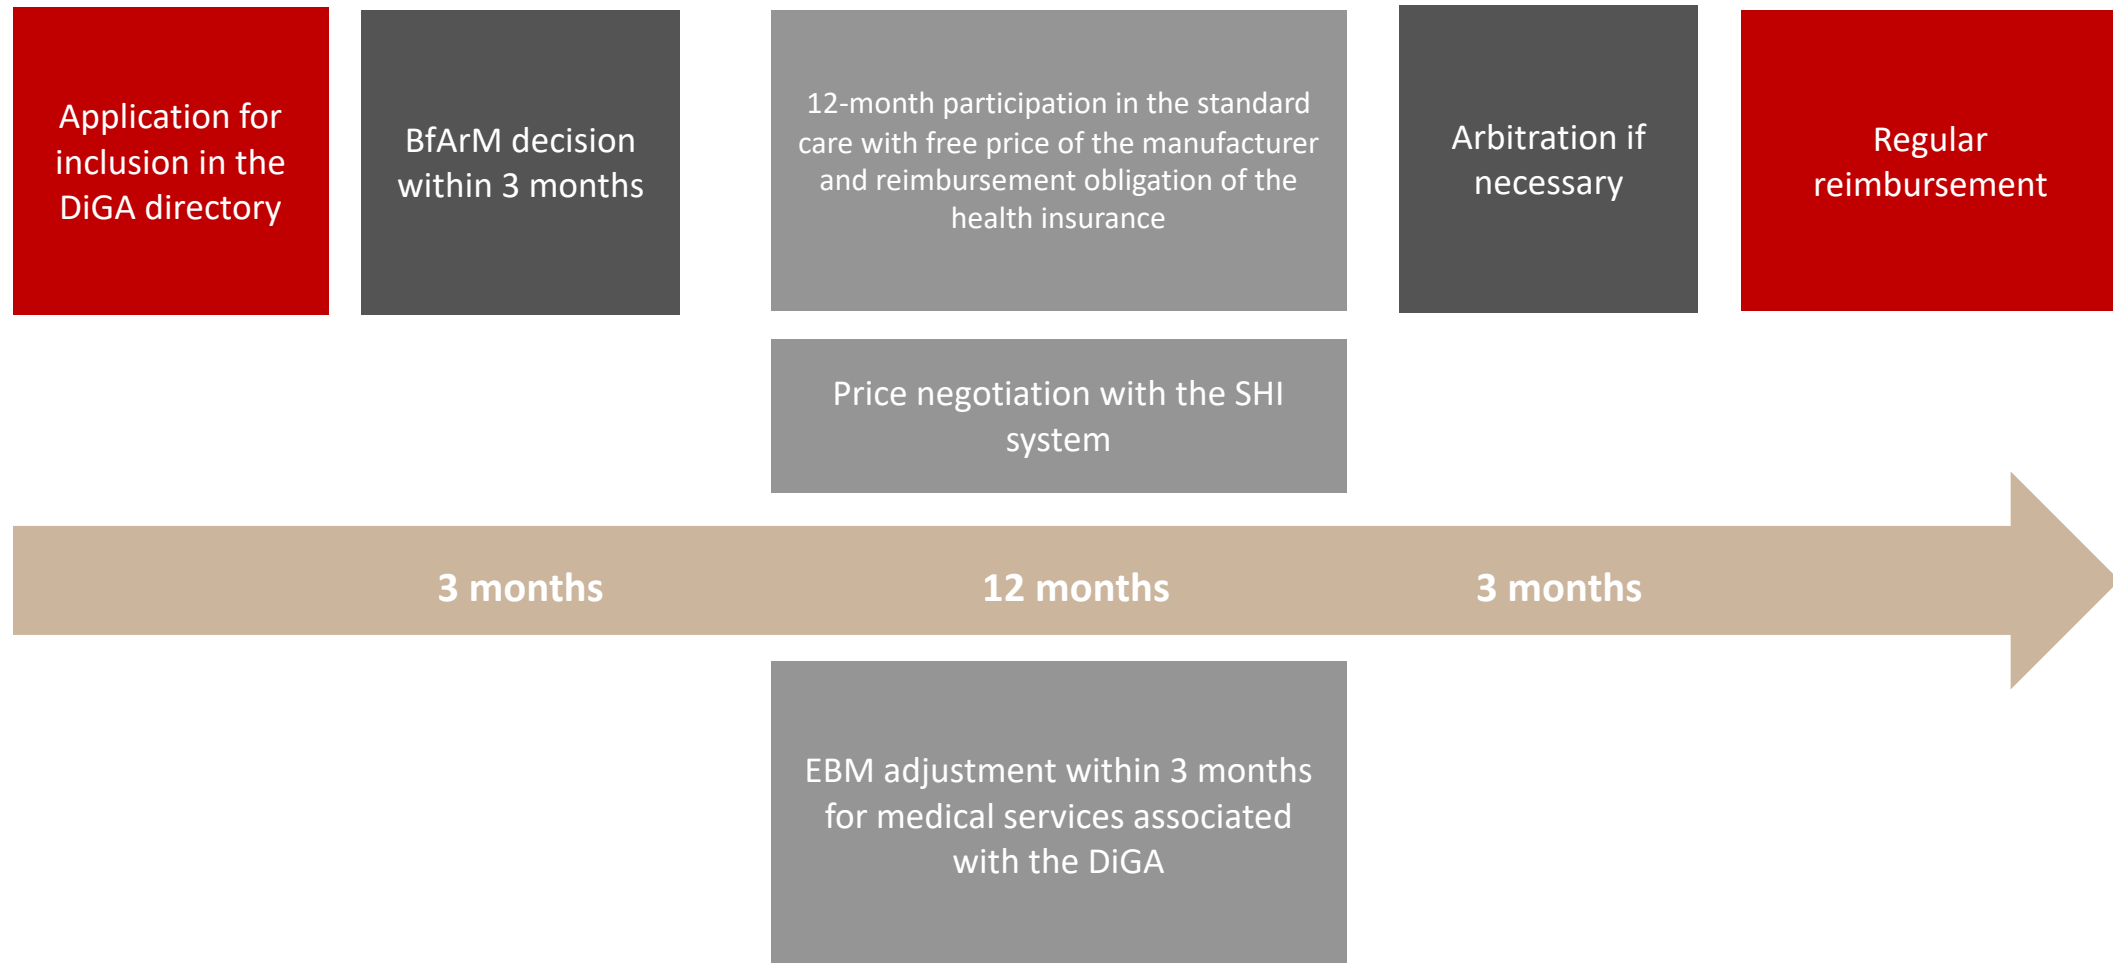 Application for
inclusion in the
DiGA directory
BfArM decision
within 3 months
12-month participation in the standard
care with free price of the manufacturer
and reimbursement obligation of the
health insurance
Arbitration if
necessary
Regular
reimbursement
Price negotiation with the SHI
system
3 months
12 months
3 months
EBM adjustment within 3 months
for medical services associated
with the DiGA